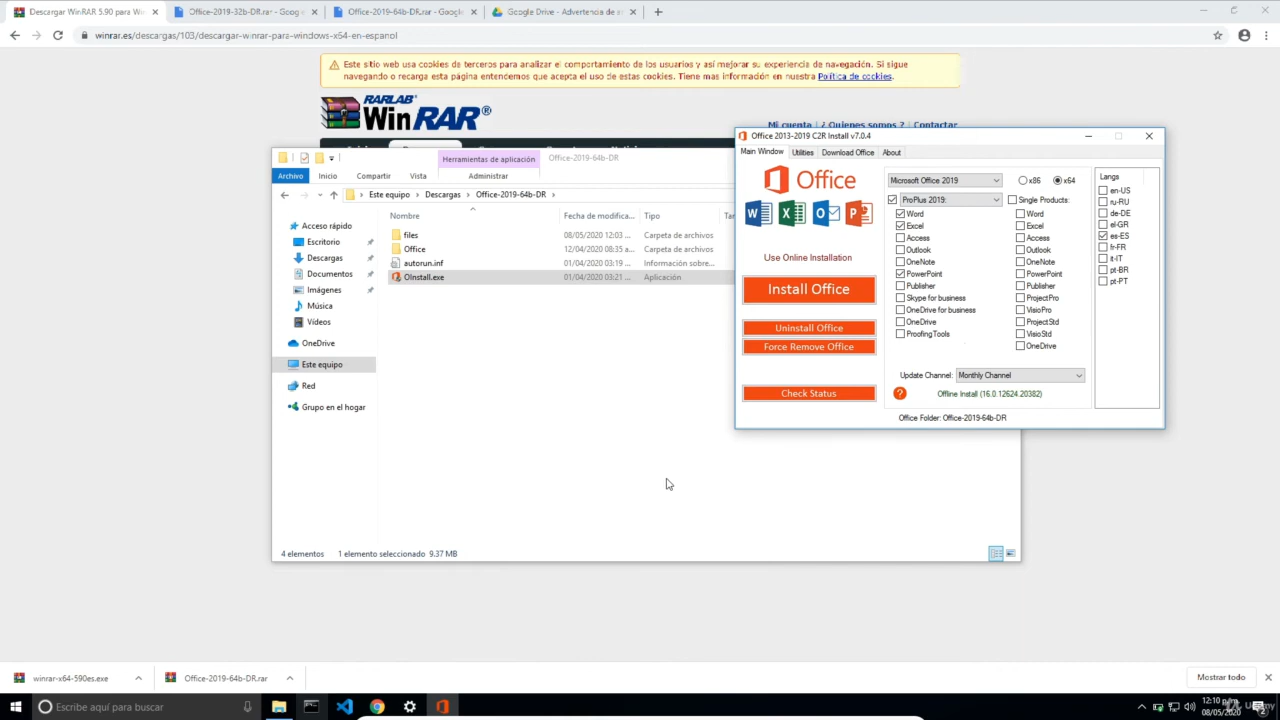 Descargar WinRAR 5.90 para Wi
Office-2019-32b-DR.rar - Goog
Office-2019-64b-DR.rar - Google
Google Drive - Advertencia de
winrar.es/descargas/103/descargar-winrar-para-windows-x64-en-espanol
Este sitio web usa cookies de terceros para analizar el comportamiento de los usuarios y así mejorar su experiencia de navegación. Si sigue
navegando o recarga esta página entendemos que acepta el uso de estas cookies. Tiene mas información en nuestra Política de cookies.
RARLAB
WinRAR®
Mi cuenta | ¿ Quienes somos ? | Contactar
Herramientas de aplicación
Office-2019-64b-DR
Archivo
Inicio
Compartir
Vista
Administrar
Este equipo
Descargas
Office-2019-64b-DR
Nombre
Fecha de modifica...
Tipo
Acceso rápido
Escritorio
Descargas
Documentos
Imágenes
Música
Vídeos
OneDrive
Este equipo
Red
Grupo en el hogar
files 08/05/2020 12:03 ... Carpeta de archivos
Office 12/04/2020 08:35 a... Carpeta de archivos
autorun.inf 01/04/2020 03:19 ... Información sobre...
OInstall.exe 01/04/2020 03:21 ... Aplicación
4 elementos
1 elemento seleccionado 9.37 MB
Office 2013-2019 C2R Install v7.0.4
Main Window
Utilities
Download Office
About
Office
Use Online Installation
Install Office
Uninstall Office
Force Remove Office
Check Status
Microsoft Office 2019
x86
x64
ProPlus 2019:
Word
Excel
Access
Outlook
OneNote
PowerPoint
Publisher
Skype for business
OneDrive for business
OneDrive
ProofingTools
Single Products:
Word
Excel
Access
Outlook
OneNote
PowerPoint
Publisher
ProjectPro
VisioPro
ProjectStd
VisioStd
OneDrive
Update Channel: Monthly Channel
Offline Install (16.0.12624.20382)
Office Folder: Office-2019-64b-DR
Langs
en-US
ru-RU
de-DE
el-GR
es-ES
fr-FR
it-IT
pt-BR
pt-PT
winrar-x64-590es.exe
Office-2019-64b-DR.rar
Mostrar todo
Escribe aquí para buscar
12:10
08/05/2020